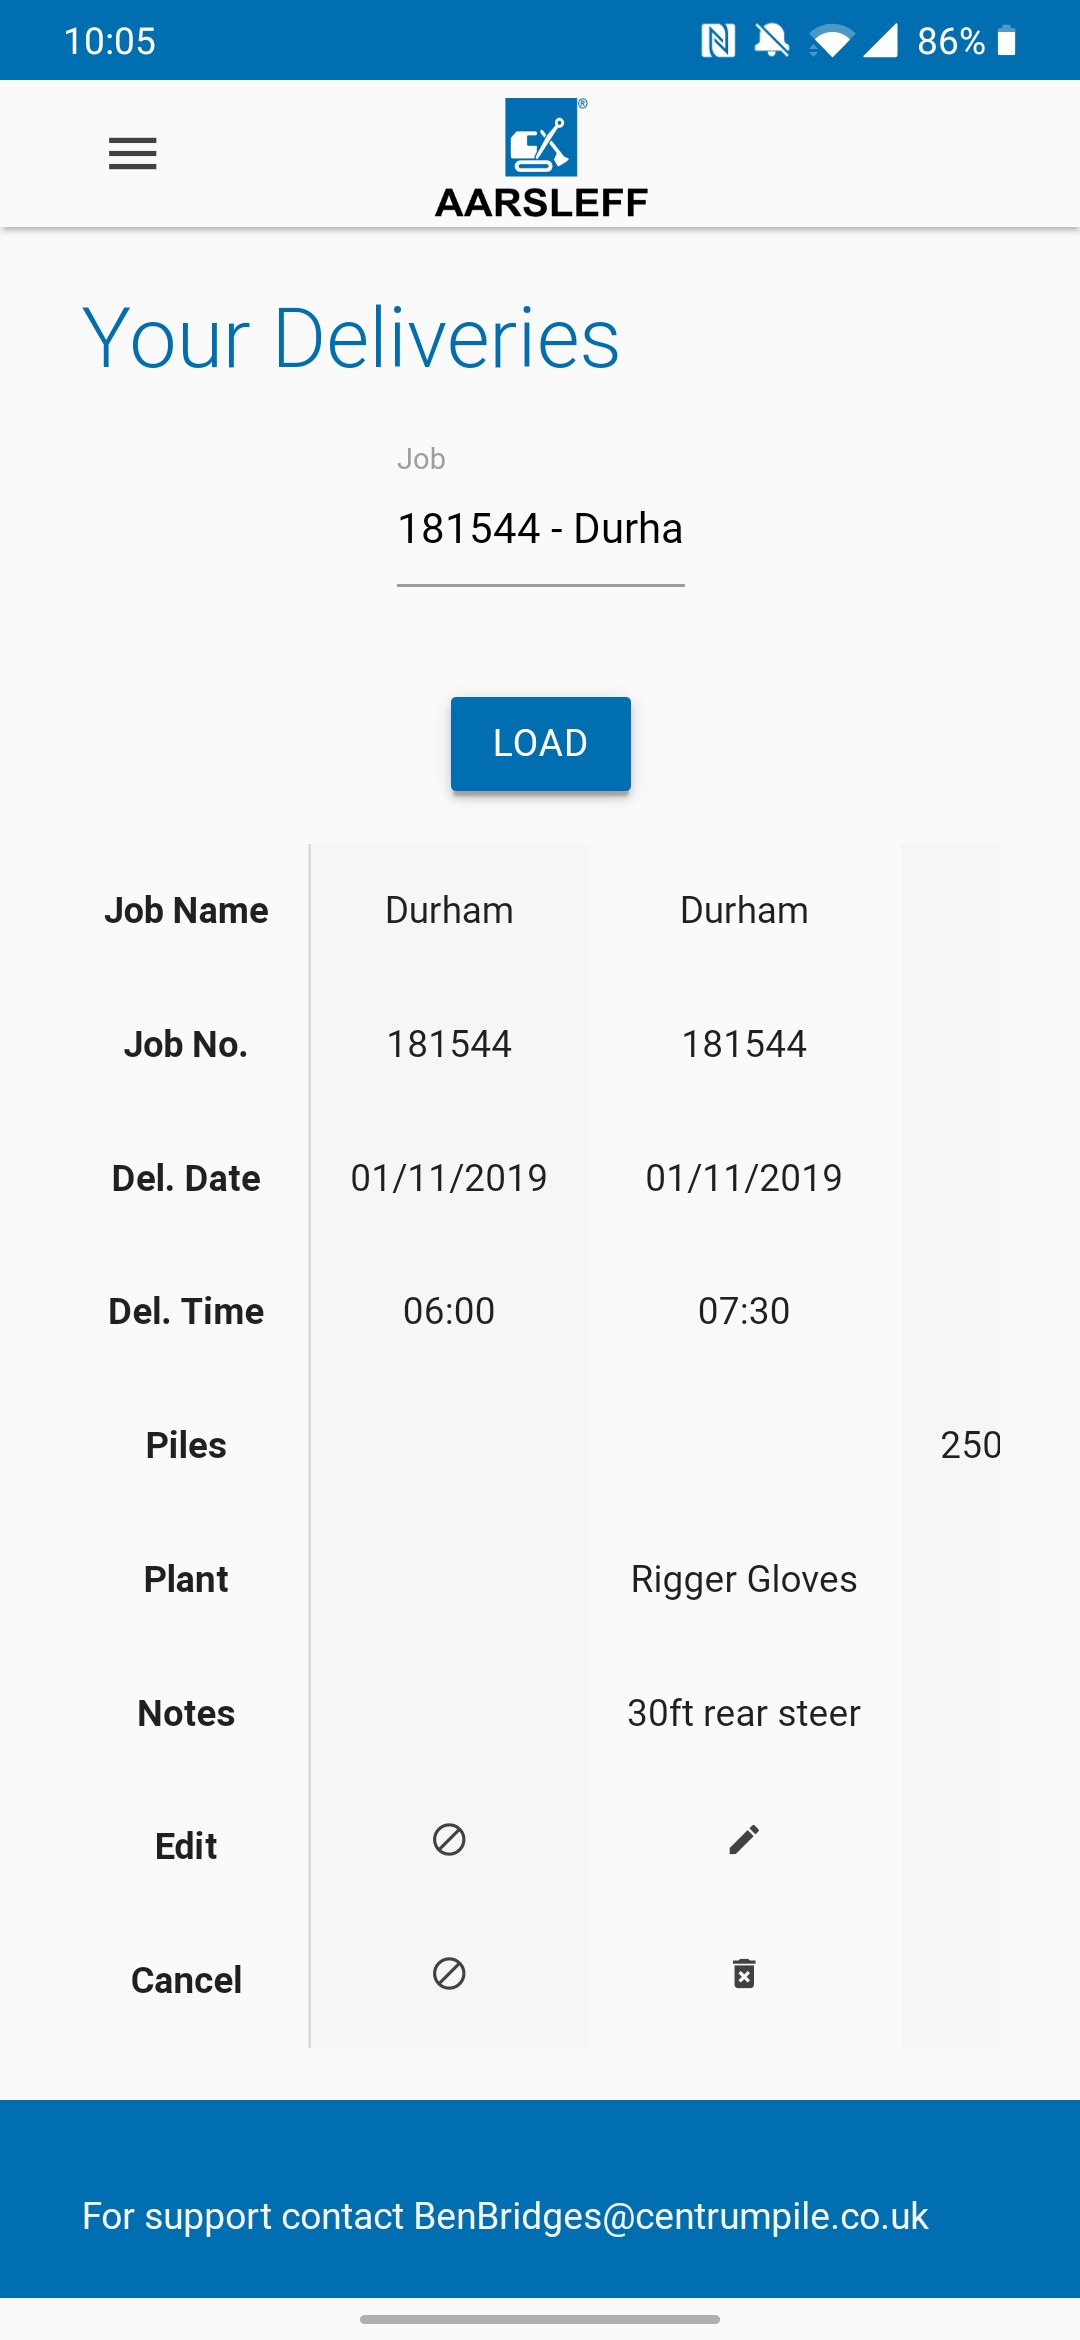 10:05 86%
®
AARSLEFF
Your Deliveries
Job
181544 - Durha
LOAD
Job Name Durham Durham
Job No. 181544 181544
Del. Date 01/11/2019 01/11/2019
Del. Time 06:00 07:30
Piles 250
Plant Rigger Gloves
Notes 30ft rear steer
Edit
Cancel
For support contact BenBridges@centrumpile.co.uk